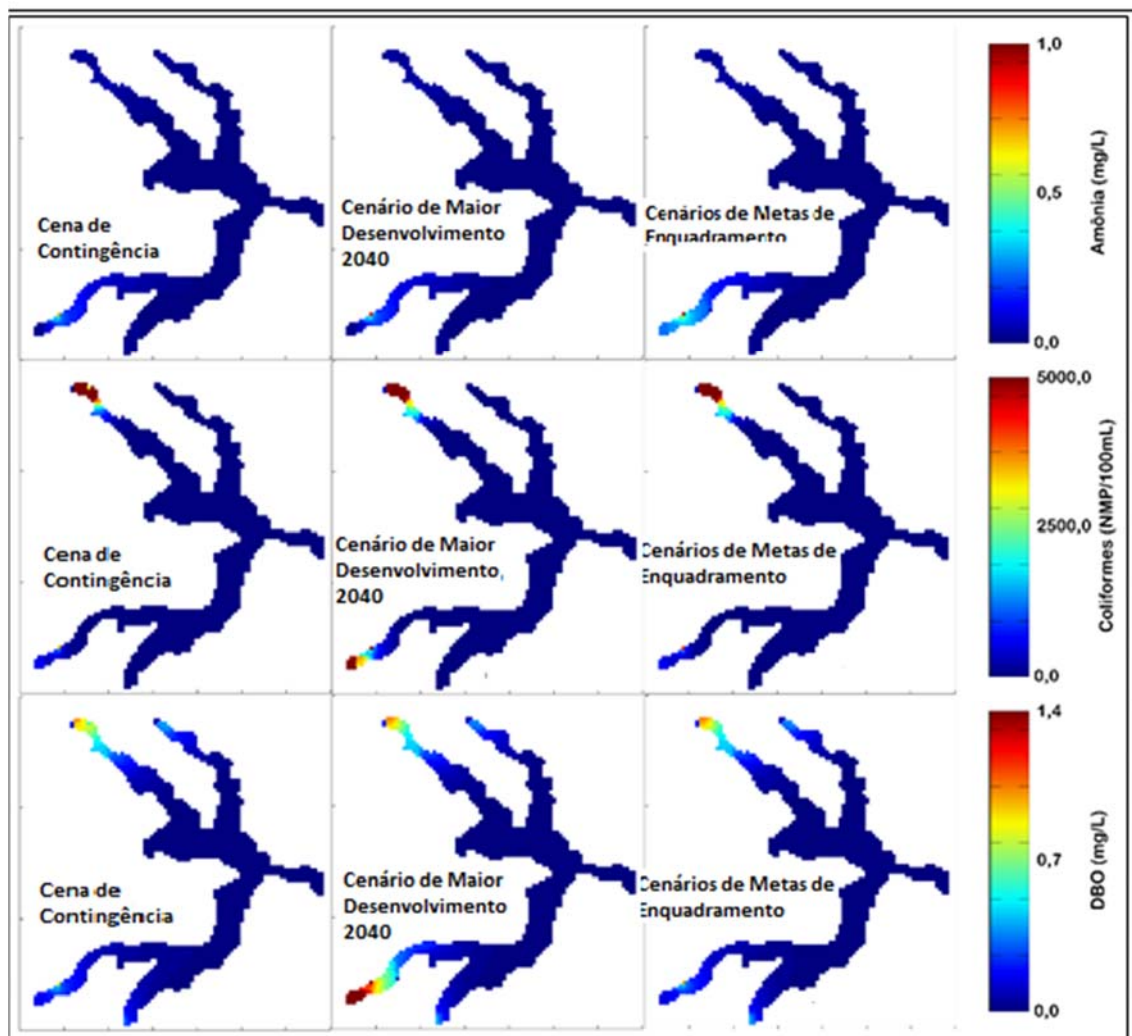 Cena de
Contingência
Cenário de Maior
Desenvolvimento
2040
Cenários de Metas de
Enquadramento
1,0
0,5
0,0
Amônia (mg/L)
Cena de
Contingência
Cenário de Maior
Desenvolvimento,
2040
Cenários de Metas de
Enquadramento
5000,0
2500,0
0,0
Coliformes (NMP/100mL)
Cena de
Contingência
Cenário de Maior
Desenvolvimento
2040
Cenários de Metas de
Enquadramento
1,4
0,7
0,0
DBO (mg/L)